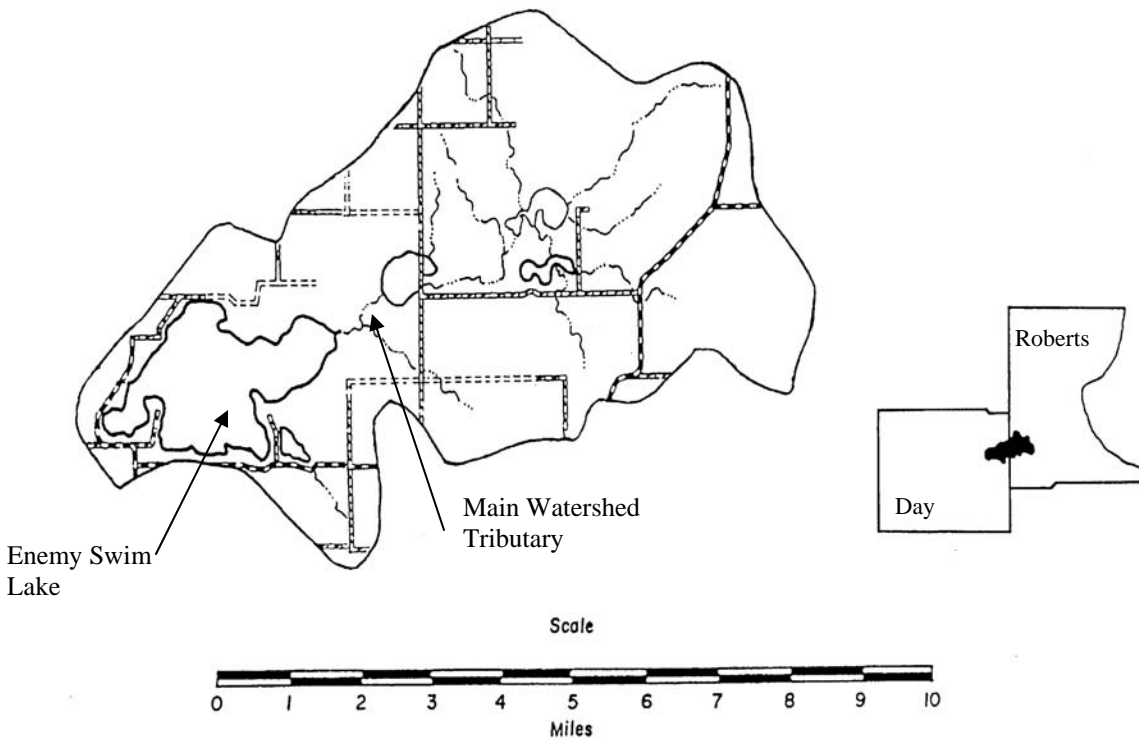 Roberts
Day
Main Watershed
Tributary
Enemy Swim
Lake
Scale
0 1 2 3 4 5 6 7 8 9 10
Miles